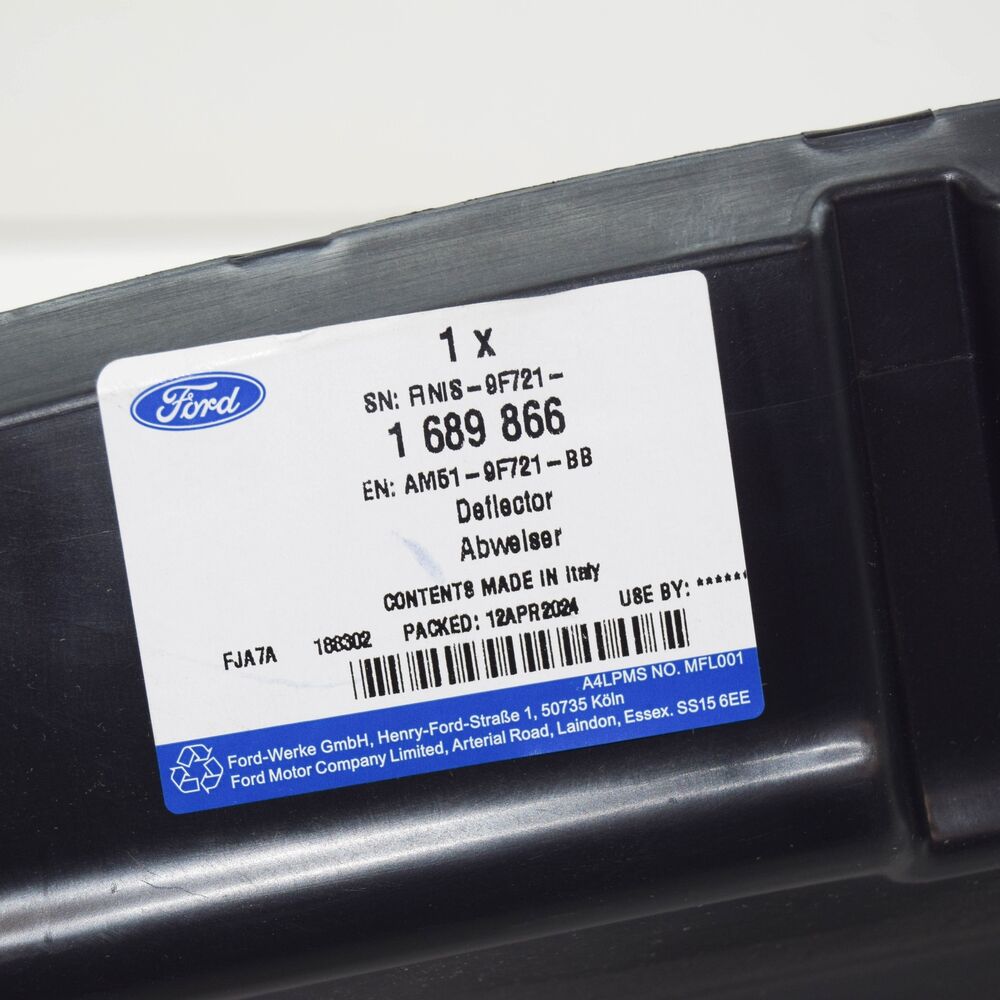 Ford
1 x
SN: FINIS-9F721-
1 689 866
EN: AM51-9F721-BB
Deflector
Abweiser
CONTENTS MADE IN Italy
FJA7A 188302 PACKED: 12APR2024 USE BY: ******
A4LPMS NO. MFL001
Ford-Werke GmbH, Henry-Ford-Straße 1, 50735 Köln
Ford Motor Company Limited, Arterial Road, Laindon, Essex. SS15 6EE